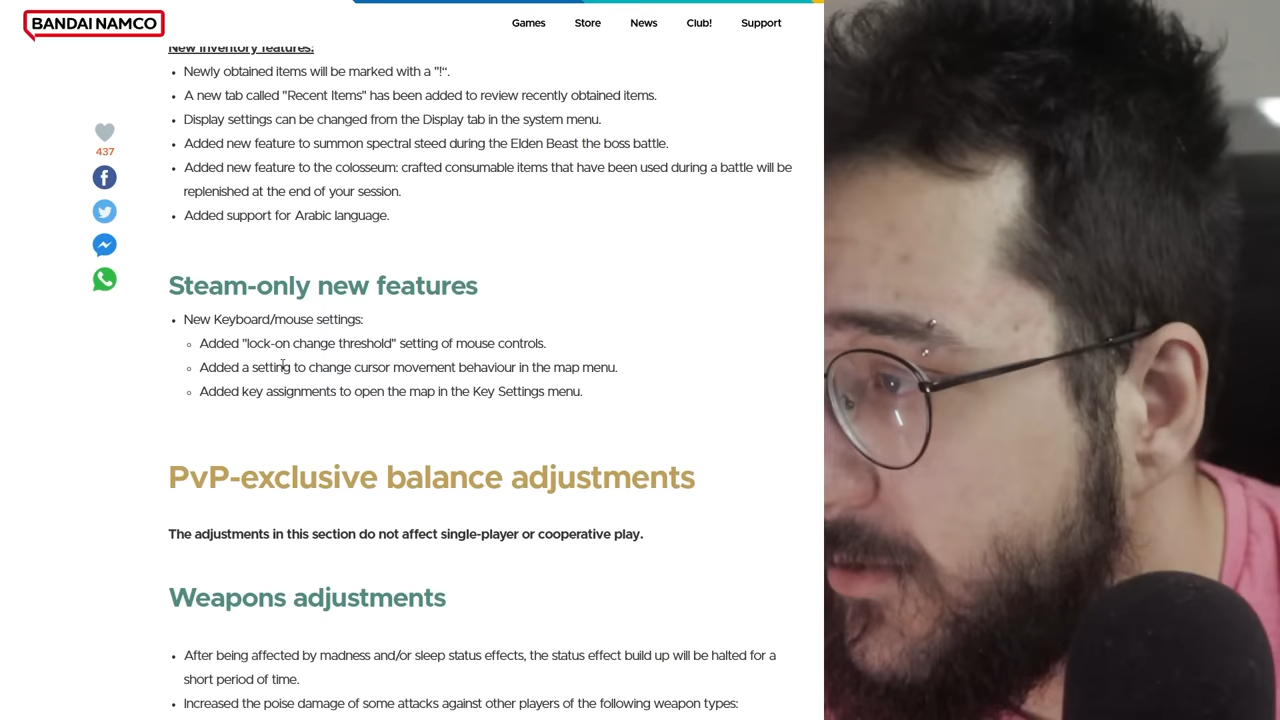 BANDAI NAMCO
Games Store News Club! Support
New inventory features:
• Newly obtained items will be marked with a "!“.
• A new tab called "Recent Items" has been added to review recently obtained items.
• Display settings can be changed from the Display tab in the system menu.
• Added new feature to summon spectral steed during the Elden Beast the boss battle.
• Added new feature to the colosseum: crafted consumable items that have been used during a battle will be
replenished at the end of your session.
• Added support for Arabic language.
437
Steam-only new features
• New Keyboard/mouse settings:
◦ Added "lock-on change threshold" setting of mouse controls.
◦ Added a setting to change cursor movement behaviour in the map menu.
◦ Added key assignments to open the map in the Key Settings menu.
PvP-exclusive balance adjustments
The adjustments in this section do not affect single-player or cooperative play.
Weapons adjustments
• After being affected by madness and/or sleep status effects, the status effect build up will be halted for a
short period of time.
• Increased the poise damage of some attacks against other players of the following weapon types: